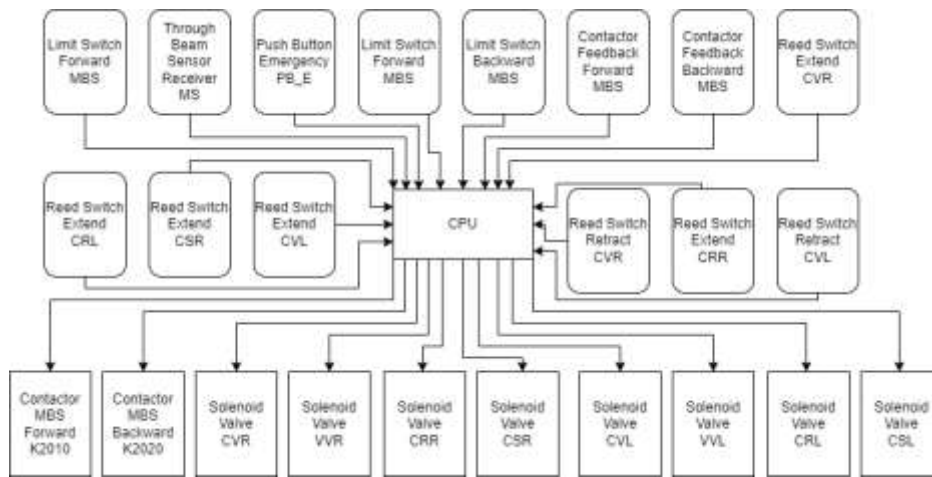 Limit Switch
Forward
MBS
Through
Beam
Sensor
Receiver
MS
Push Button
Emergency
PB_E
Limit Switch
Forward
MBS
Limit Switch
Backward
MBS
Contactor
Feedback
Forward
MBS
Contactor
Feedback
Backward
MBS
Reed Switch
Extend
CVR
Reed Switch
Extend
CRL
Reed Switch
Extend
CSR
Reed Switch
Extend
CVL
CPU
Reed Switch
Retract
CVR
Reed Switch
Extend
CRR
Reed Switch
Retract
CVL
Contactor
MBS
Forward
K2010
Contactor
MBS
Backward
K2020
Solenoid
Valve
CVR
Solenoid
Valve
VVR
Solenoid
Valve
CRR
Solenoid
Valve
CSR
Solenoid
Valve
CVL
Solenoid
Valve
VVL
Solenoid
Valve
CRL
Solenoid
Valve
CSL